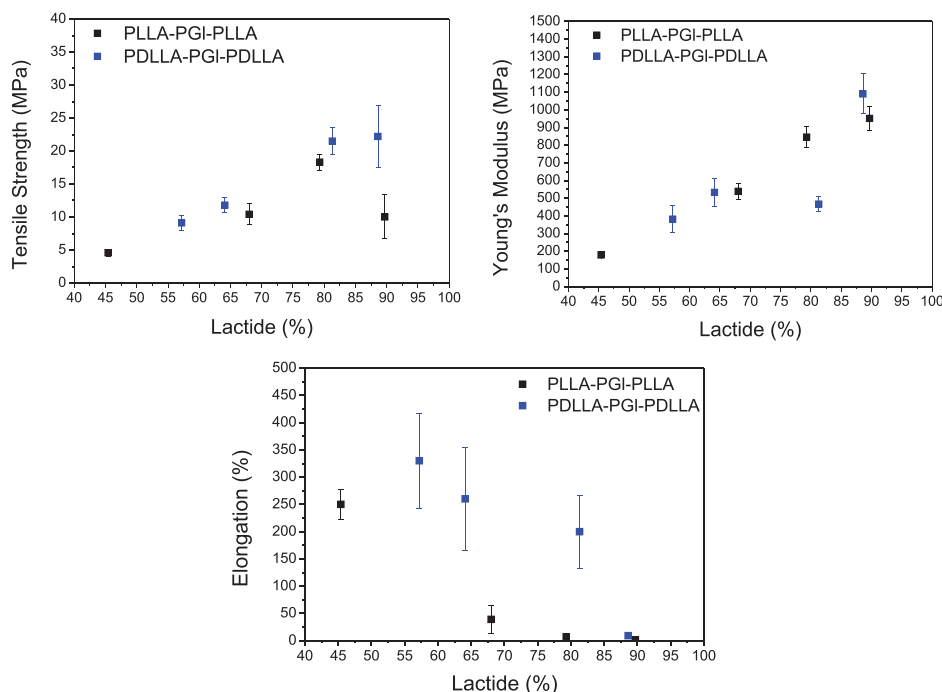 PLLA-PGl-PLLA
PDLLA-PGl-PDLLA
Tensile Strength (MPa)
40
35
30
25
20
15
10
5
0
40 45 50 55 60 65 70 75 80 85 90 95 100
Lactide (%)
PLLA-PGl-PLLA
PDLLA-PGl-PDLLA
Young's Modulus (MPa)
1500
1400
1300
1200
1100
1000
900
800
700
600
500
400
300
200
100
0
40 45 50 55 60 65 70 75 80 85 90 95 100
Lactide (%)
PLLA-PGl-PLLA
PDLLA-PGl-PDLLA
Elongation (%)
500
450
400
350
300
250
200
150
100
50
0
40 45 50 55 60 65 70 75 80 85 90 95 100
Lactide (%)